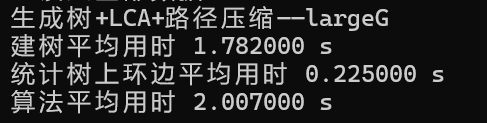 生成树+LCA+路径压缩——largeG
建树平均用时 1.782000 s
统计树上环边平均用时 0.225000 s
算法平均用时 2.007000 s